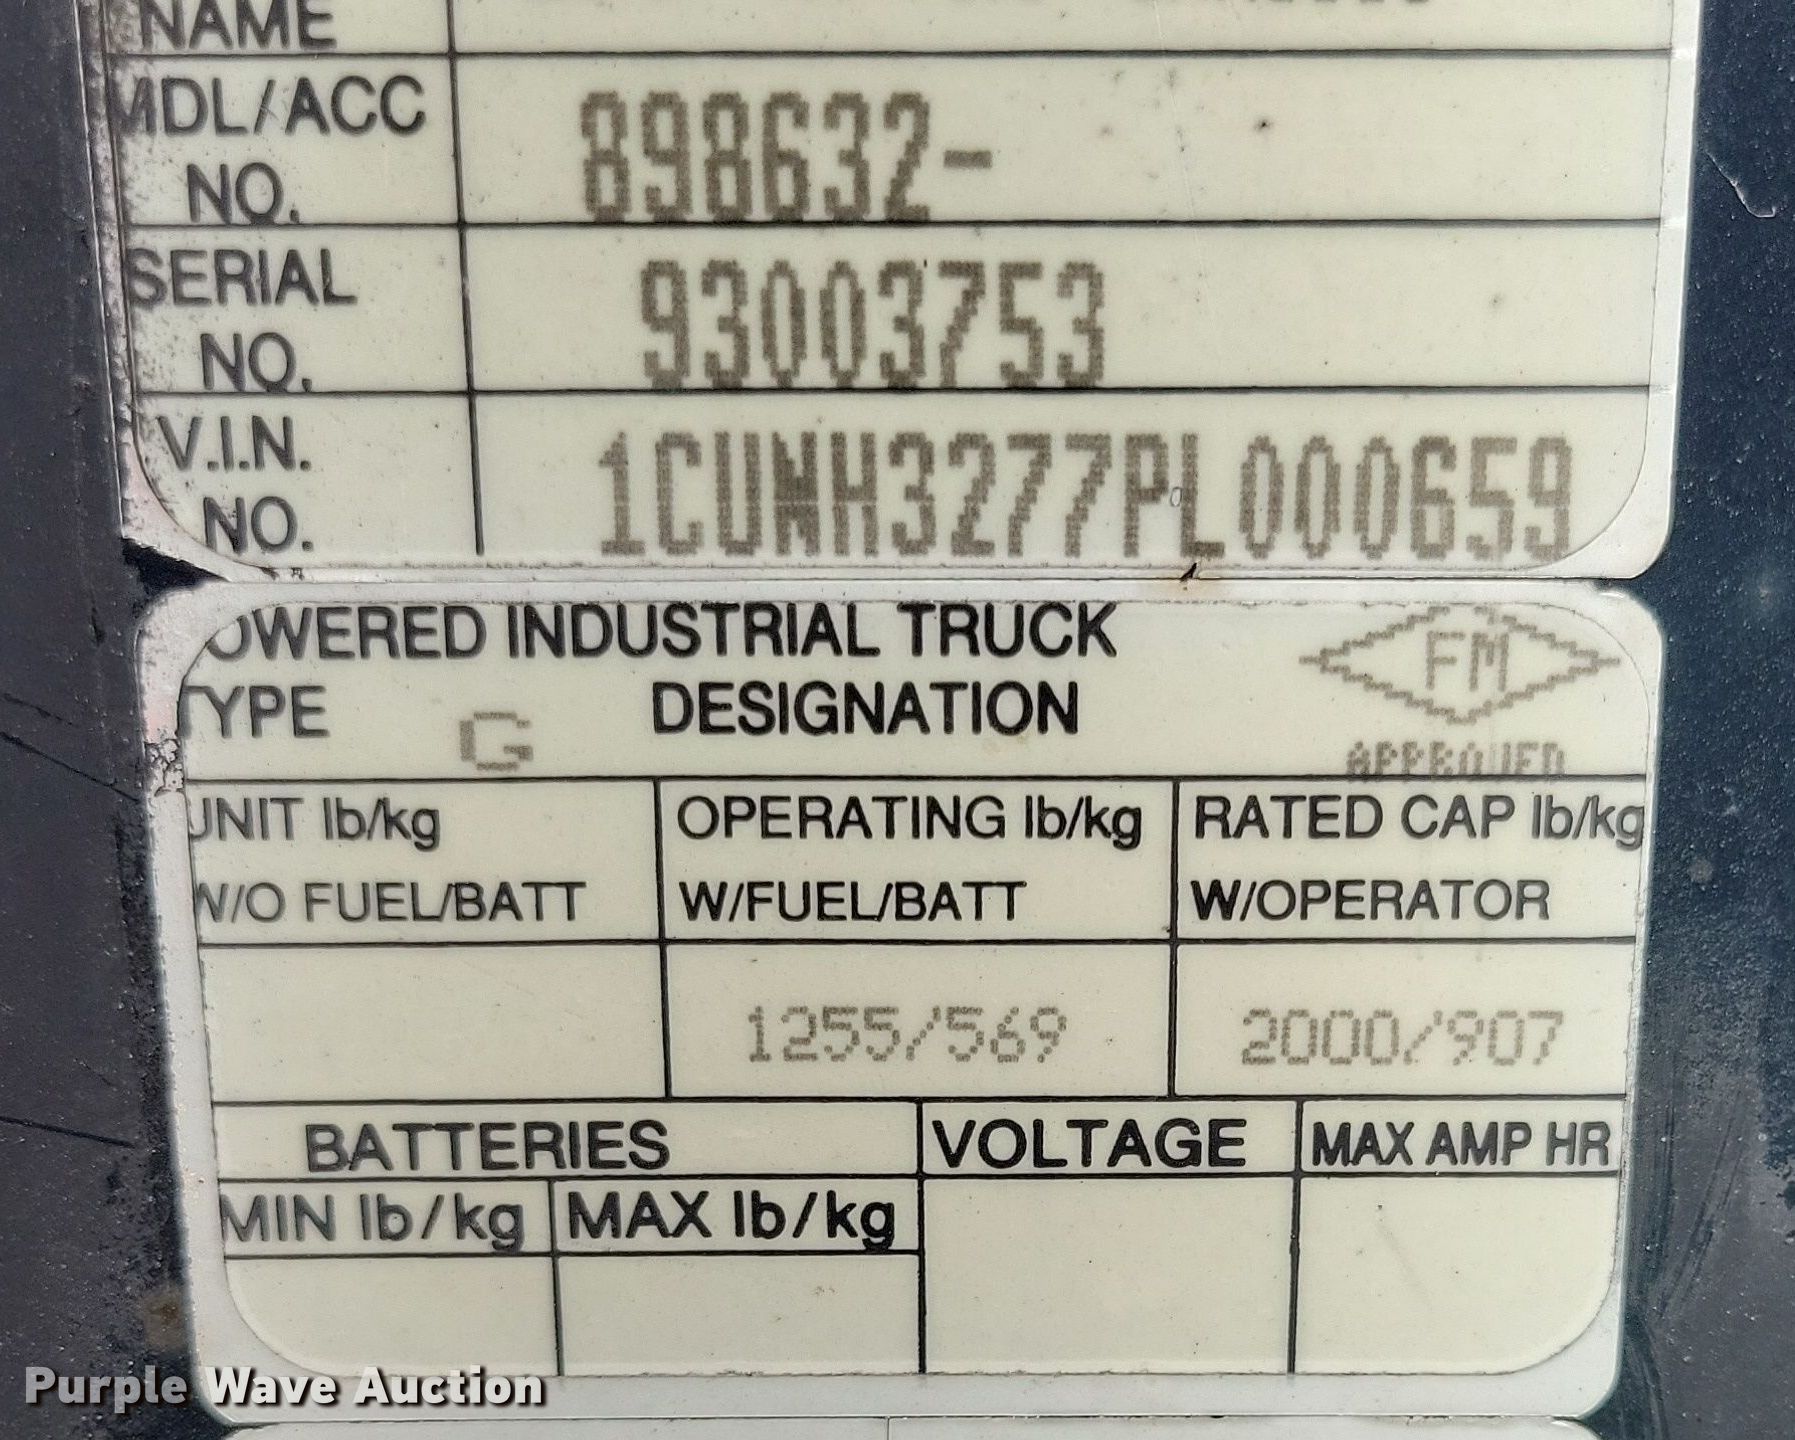 NAME
MDL/ACC
NO.
898632-
SERIAL
NO.
93003753
V.I.N.
NO.
1CUNH3277PL000659
POWERED INDUSTRIAL TRUCK
TYPE G DESIGNATION
FM
APPROVED
UNIT lb/kg
W/O FUEL/BATT
OPERATING lb/kg
W/FUEL/BATT
RATED CAP lb/kg
W/OPERATOR
1255/569
2000/907
BATTERIES
VOLTAGE
MAX AMP HR
MIN lb/kg
MAX lb/kg
Purple Wave Auction